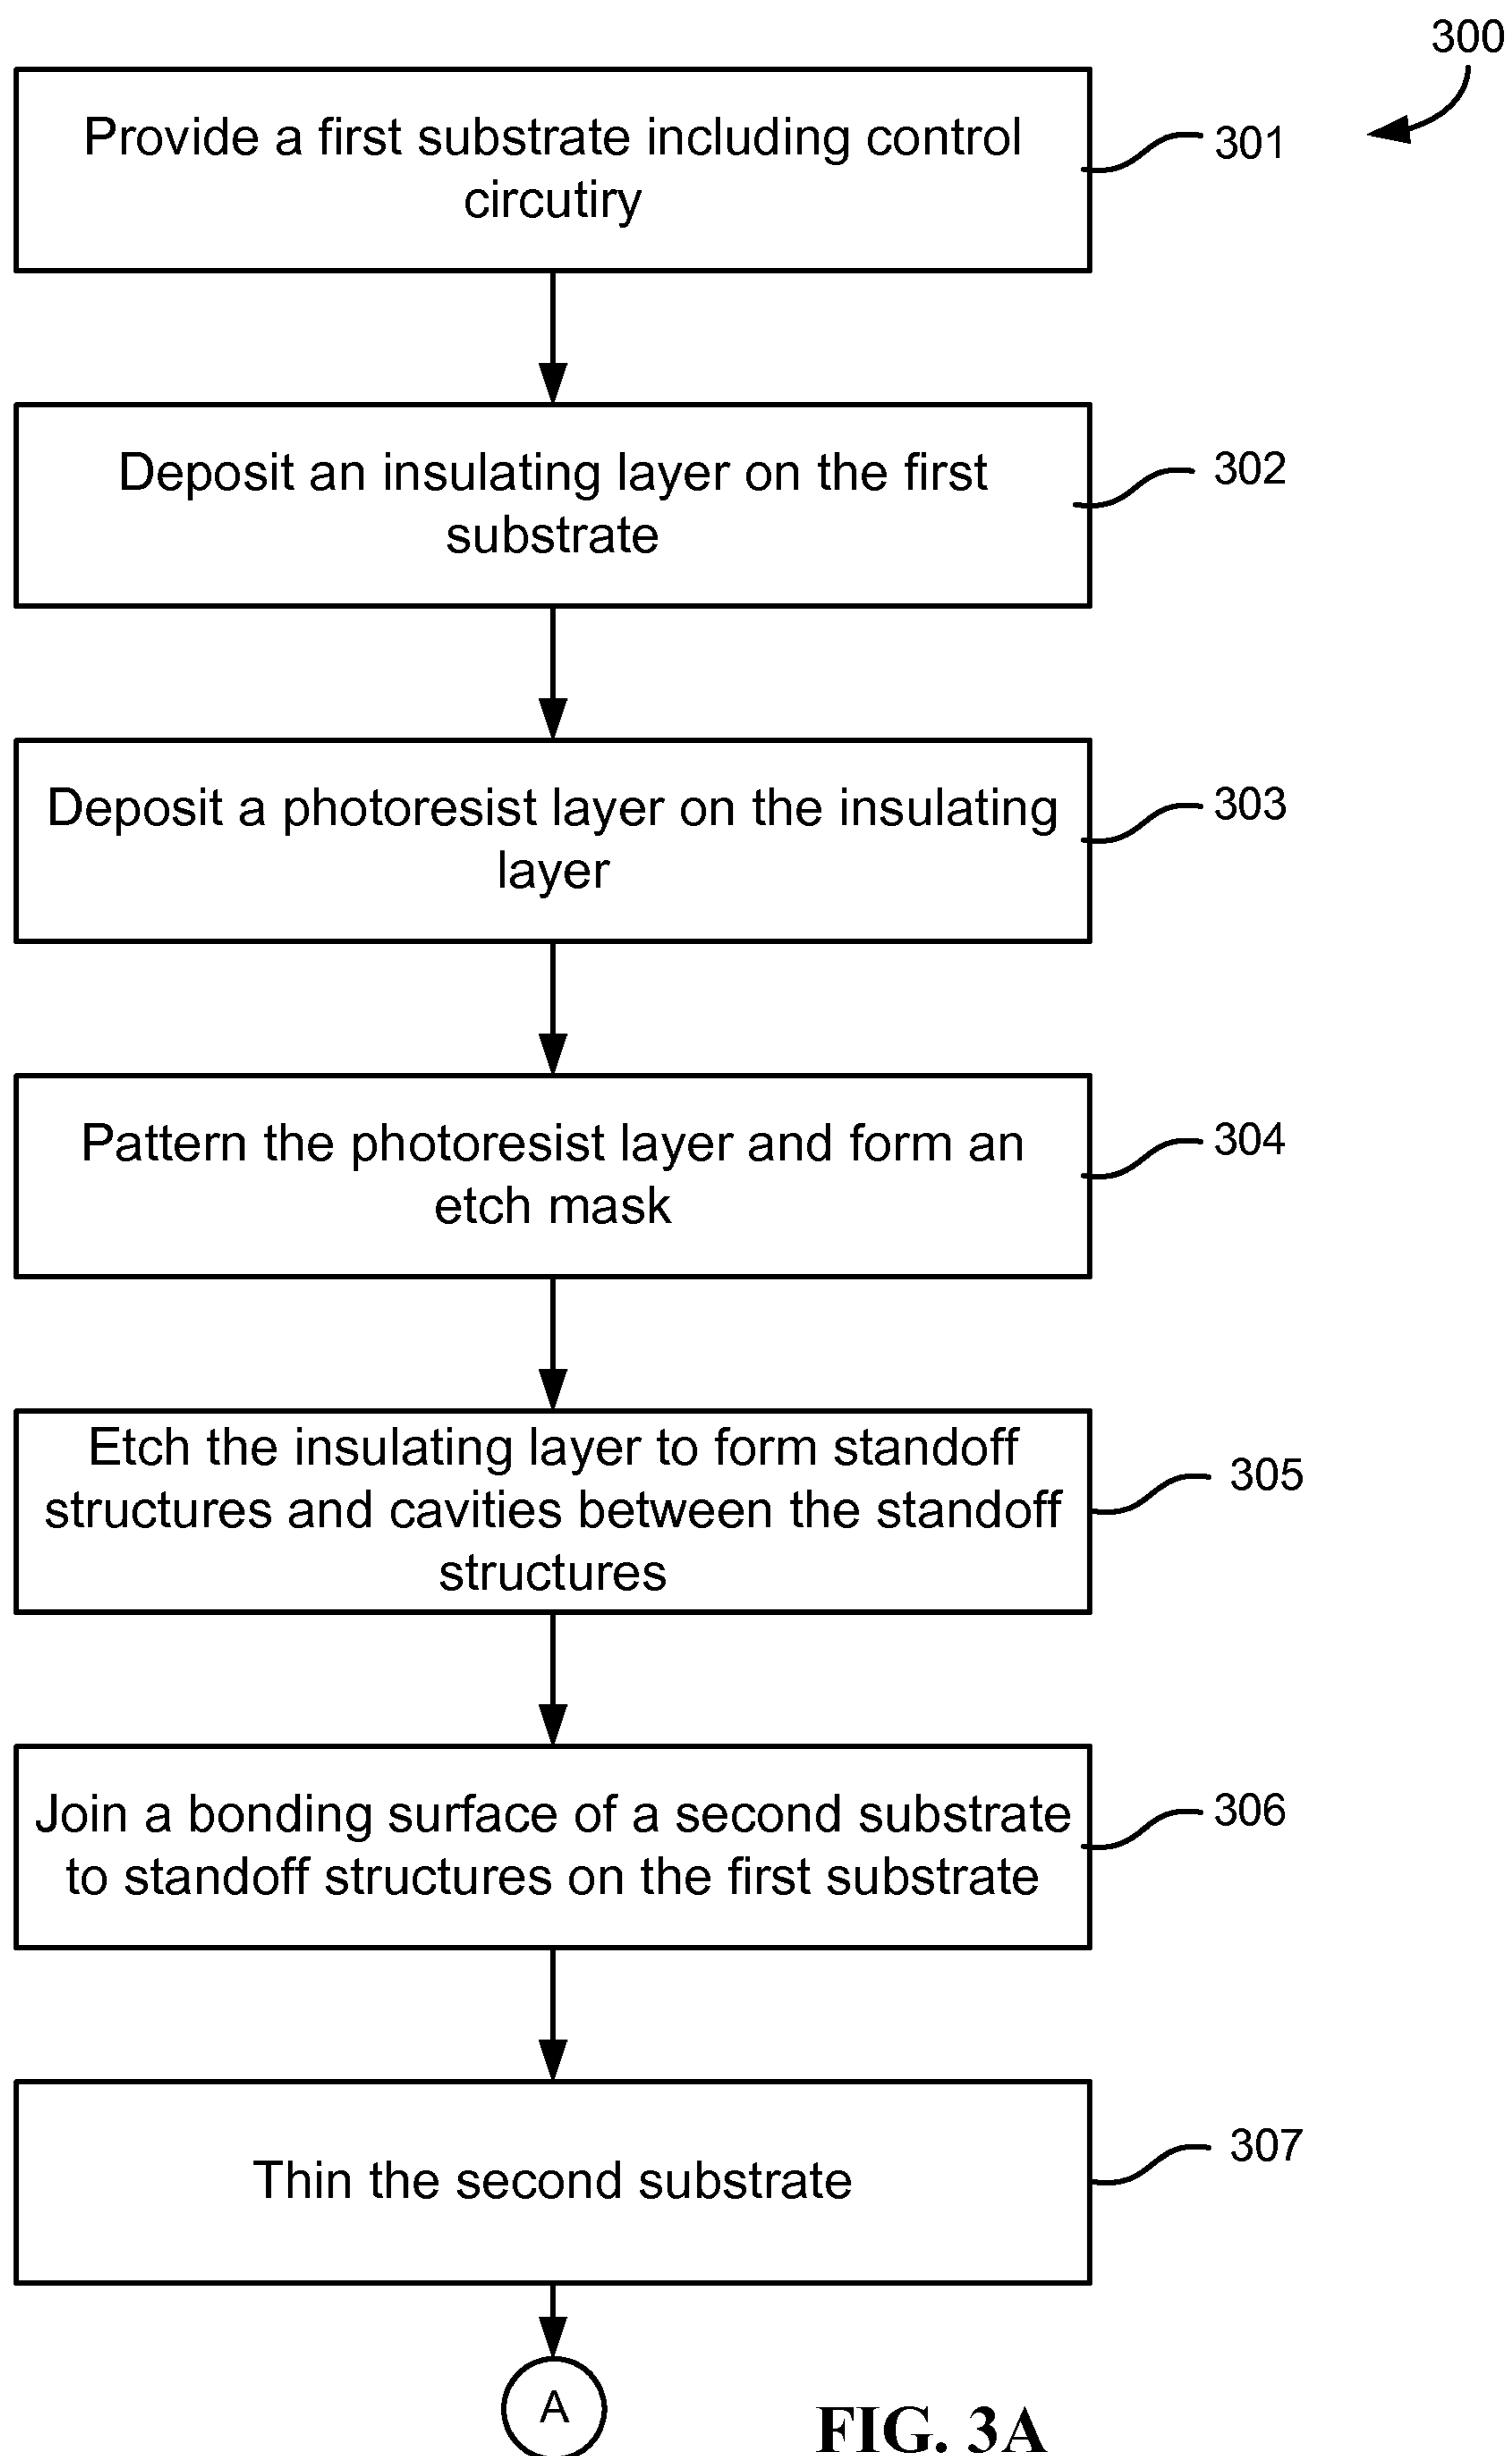 300
Provide a first substrate including control
circutiry
301
Deposit an insulating layer on the first
substrate
302
Deposit a photoresist layer on the insulating
layer
303
Pattern the photoresist layer and form an
etch mask
304
Etch the insulating layer to form standoff
structures and cavities between the standoff
structures
305
Join a bonding surface of a second substrate
to standoff structures on the first substrate
306
Thin the second substrate
307
A
FIG. 3A